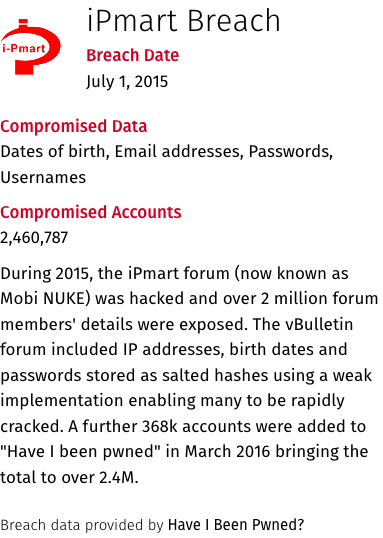 iPmart Breach
i-Pmart
Breach Date
July 1, 2015
Compromised Data
Dates of birth, Email addresses, Passwords,
Usernames
Compromised Accounts
2,460,787
During 2015, the iPmart forum (now known as
Mobi NUKE) was hacked and over 2 million forum
members' details were exposed. The vBulletin
forum included IP addresses, birth dates and
passwords stored as salted hashes using a weak
implementation enabling many to be rapidly
cracked. A further 368k accounts were added to
"Have I been pwned" in March 2016 bringing the
total to over 2.4M.
Breach data provided by Have I Been Pwned?